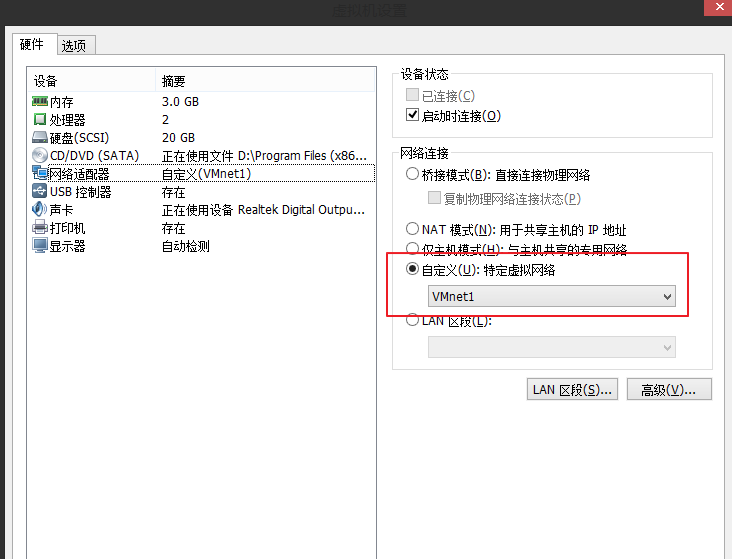 虚拟机设置
硬件 选项
设备 摘要
内存 3.0 GB
处理器 2
硬盘(SCSI) 20 GB
CD/DVD (SATA) 正在使用文件 D:\Program Files (x86...
网络适配器 自定义(VMnet1)
USB 控制器 存在
声卡 正在使用设备 Realtek Digital Outpu...
打印机 存在
显示器 自动检测
设备状态
已连接(C)
启动时连接(O)
网络连接
桥接模式(B): 直接连接物理网络
复制物理网络连接状态(P)
NAT 模式(N): 用于共享主机的 IP 地址
仅主机模式(H): 与主机共享的专用网络
自定义(U): 特定虚拟网络
VMnet1
LAN 区段(L):
LAN 区段(S)... 高级(V)...